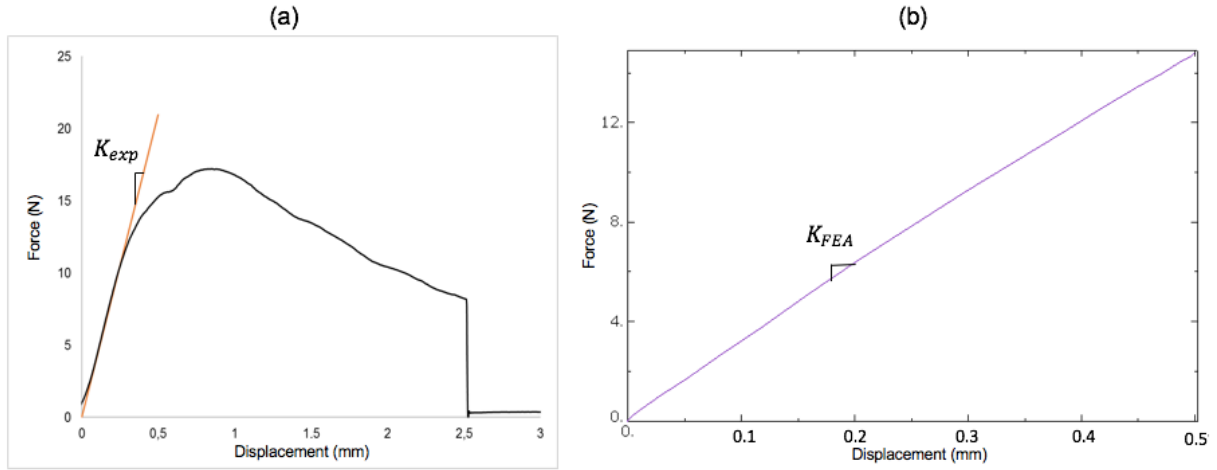 (a)
25
20
15
10
5
0
Force (N)
K_exp
0 0,5 1 1,5 2 2,5 3
Displacement (mm)
(b)
12.
8.
4.
0.
Force (N)
K_FEA
0. 0.1 0.2 0.3 0.4 0.5
Displacement (mm)